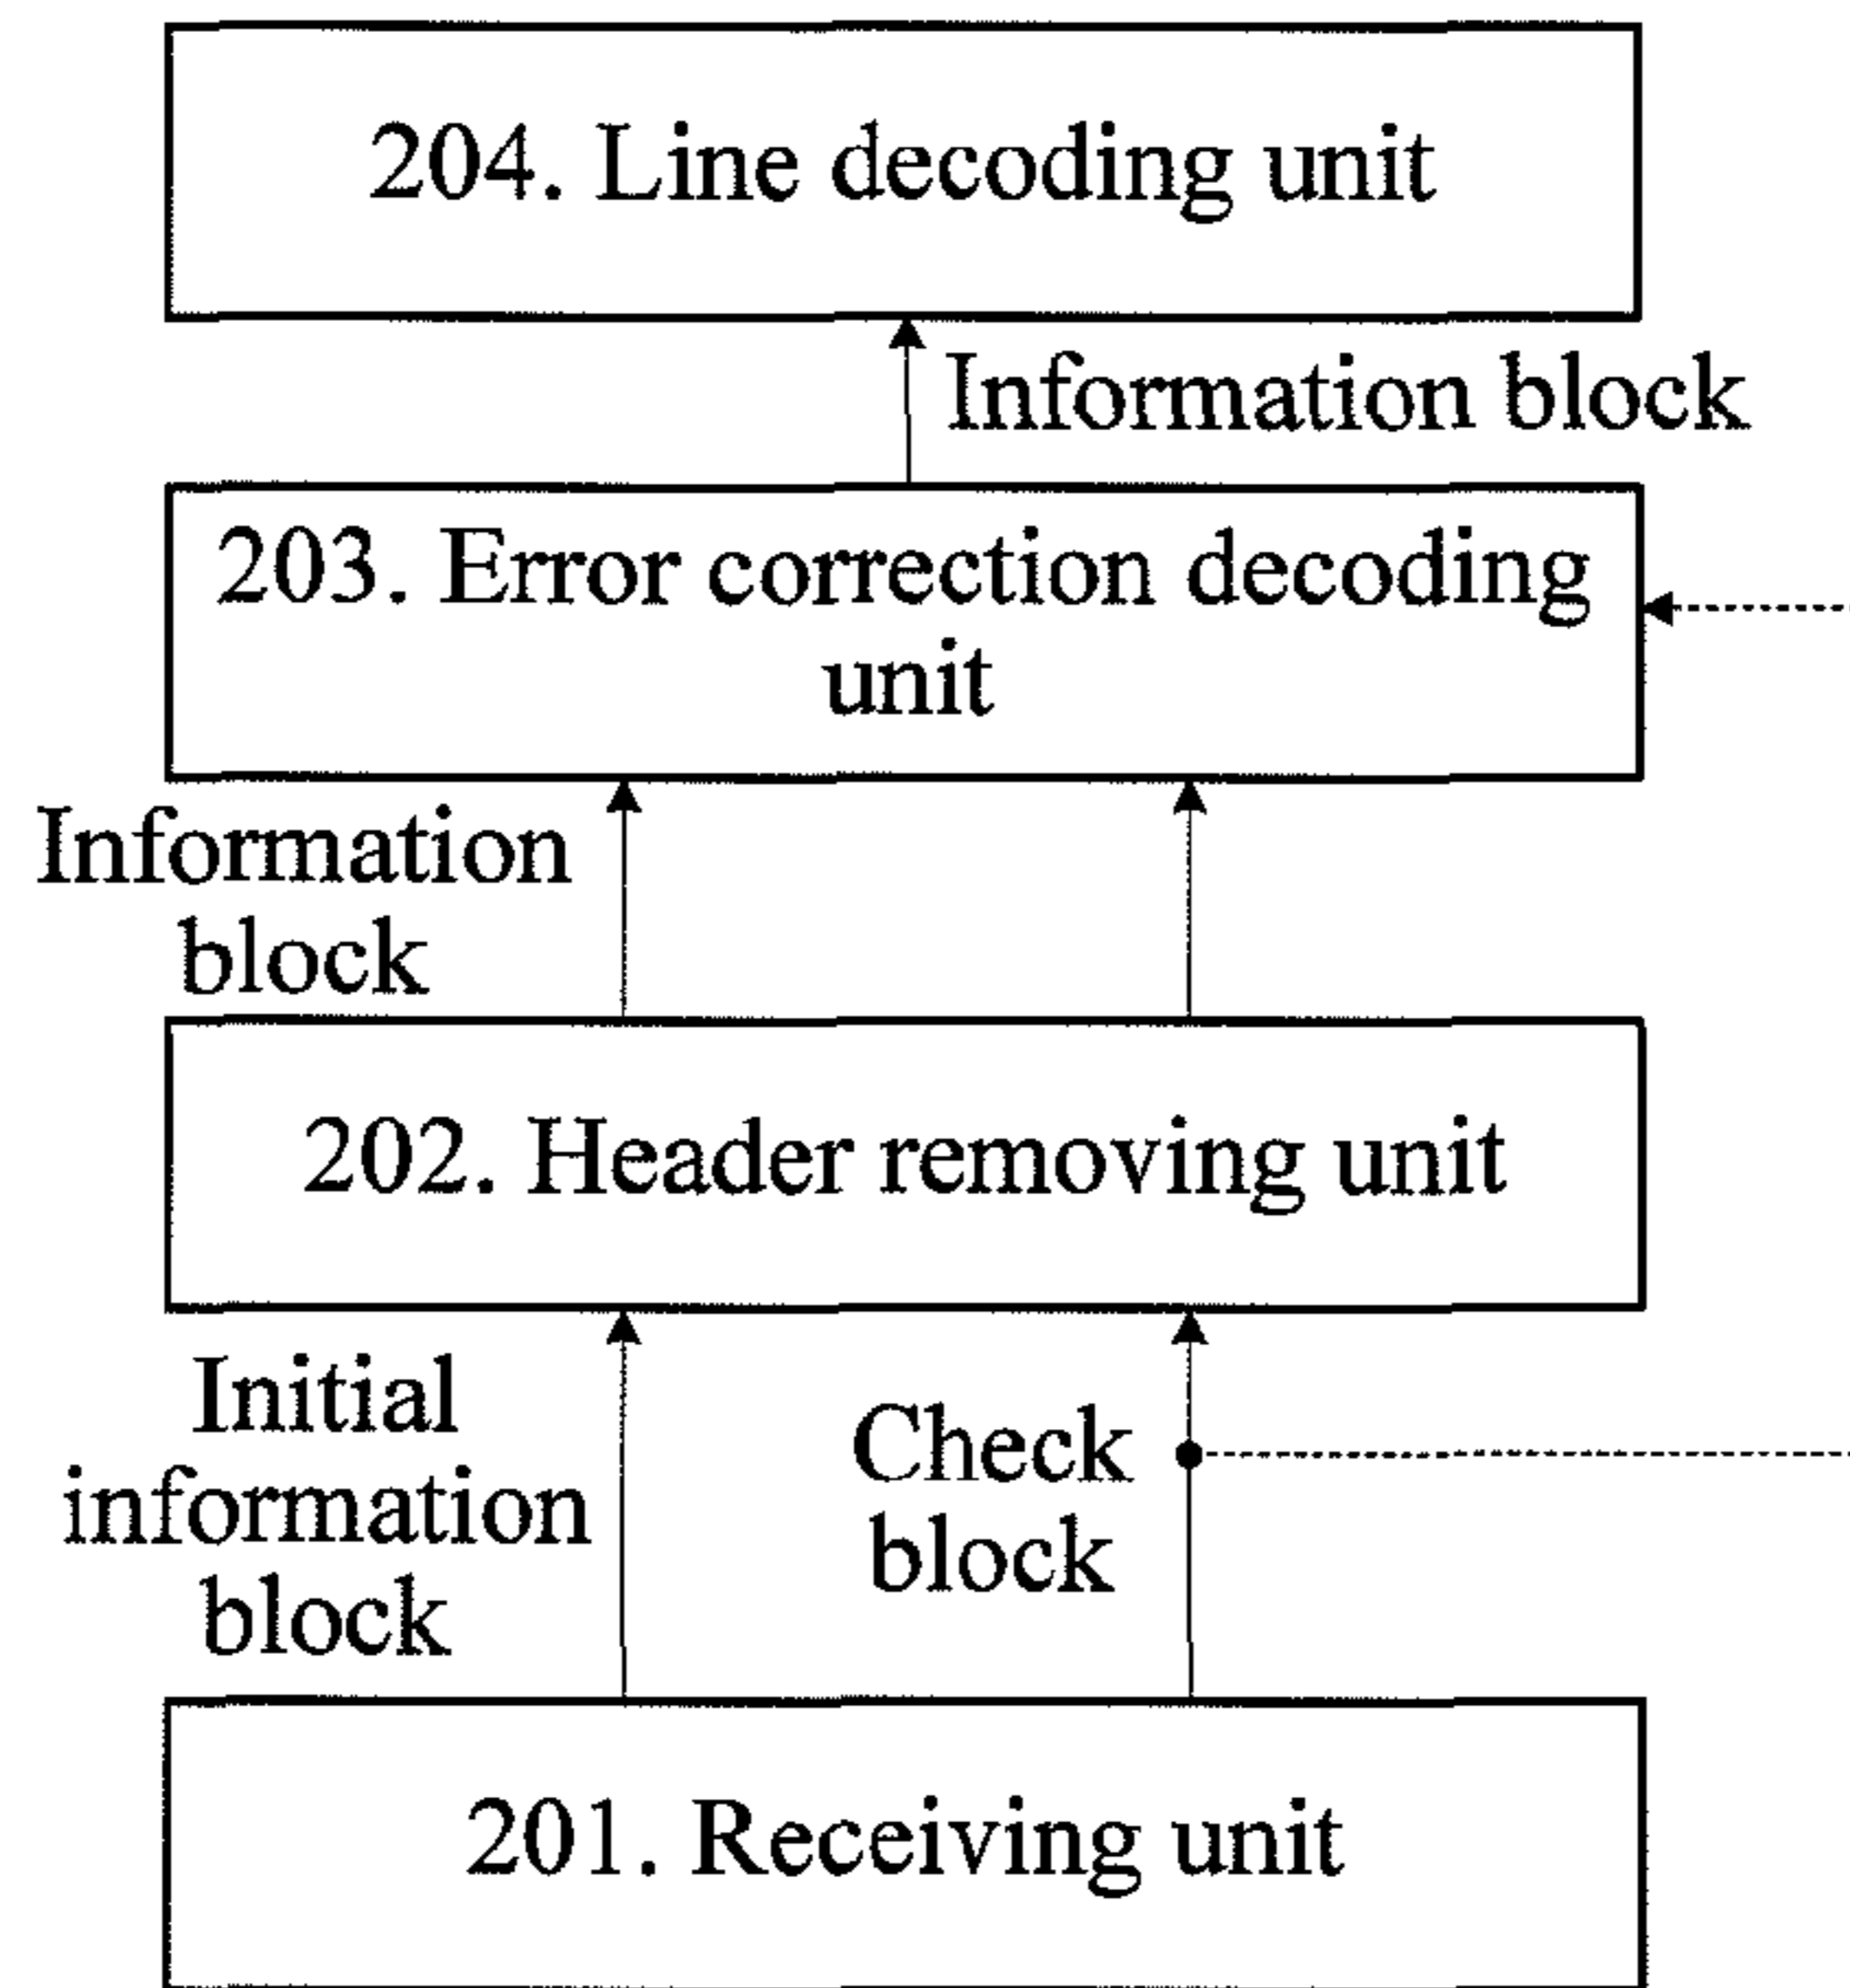 204. Line decoding unit
Information block
203. Error correction decoding
unit
Information
block
202. Header removing unit
Initial
information
block
Check
block
201. Receiving unit